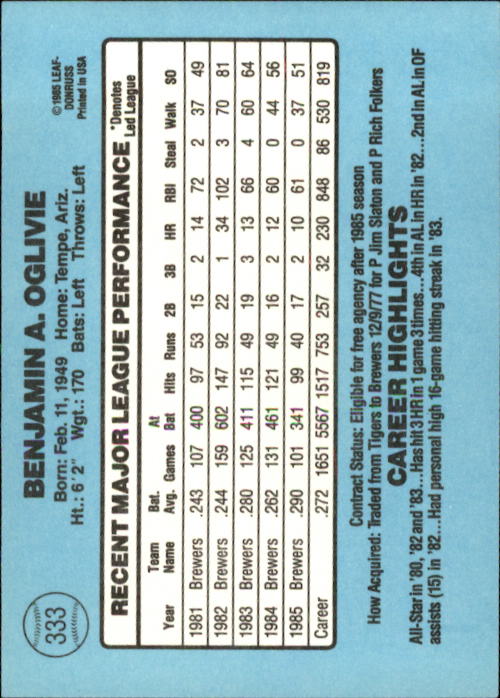 333
BENJAMIN A. OGLIVIE
©1985 LEAF-
DONRUSS
Printed in USA
Born: Feb. 11, 1949 Home: Tempe, Ariz.
Ht.: 6'2" Wgt.: 170 Bats: Left Throws: Left
RECENT MAJOR LEAGUE PERFORMANCE *Denotes Led League
Year Team Name Bat. Avg. Games At Bat Hits Runs 2B 3B HR RBI Steal Walk SO
1981 Brewers .243 107 400 97 53 15 2 14 72 2 37 49
1982 Brewers .244 159 602 147 92 22 1 34 102 3 70 81
1983 Brewers .280 125 411 115 49 19 3 13 66 4 60 64
1984 Brewers .262 131 461 121 49 16 2 12 60 0 44 56
1985 Brewers .290 101 341 99 40 17 2 10 61 0 37 51
Career .272 1651 5567 1517 753 257 32 230 848 86 530 819
Contract Status: Eligible for free agency after 1985 season
How Acquired: Traded from Tigers to Brewers 12/9/77 for P Jim Slaton and P Rich Folkers
CAREER HIGHLIGHTS
All-Star in '80, '82 and '83...Has hit 3 HR in 1 game 3 times...4th in AL in HR in '82...2nd in AL in OF
assists (15) in '82...Had personal high 16-game hitting streak in '83.